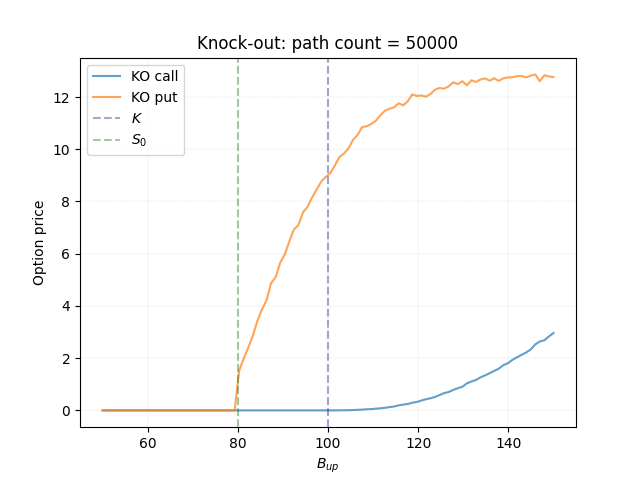 Knock-out: path count = 50000
KO call
KO put
K
S₀
Option price
12
10
8
6
4
2
0
60 80 100 120 140
B_up